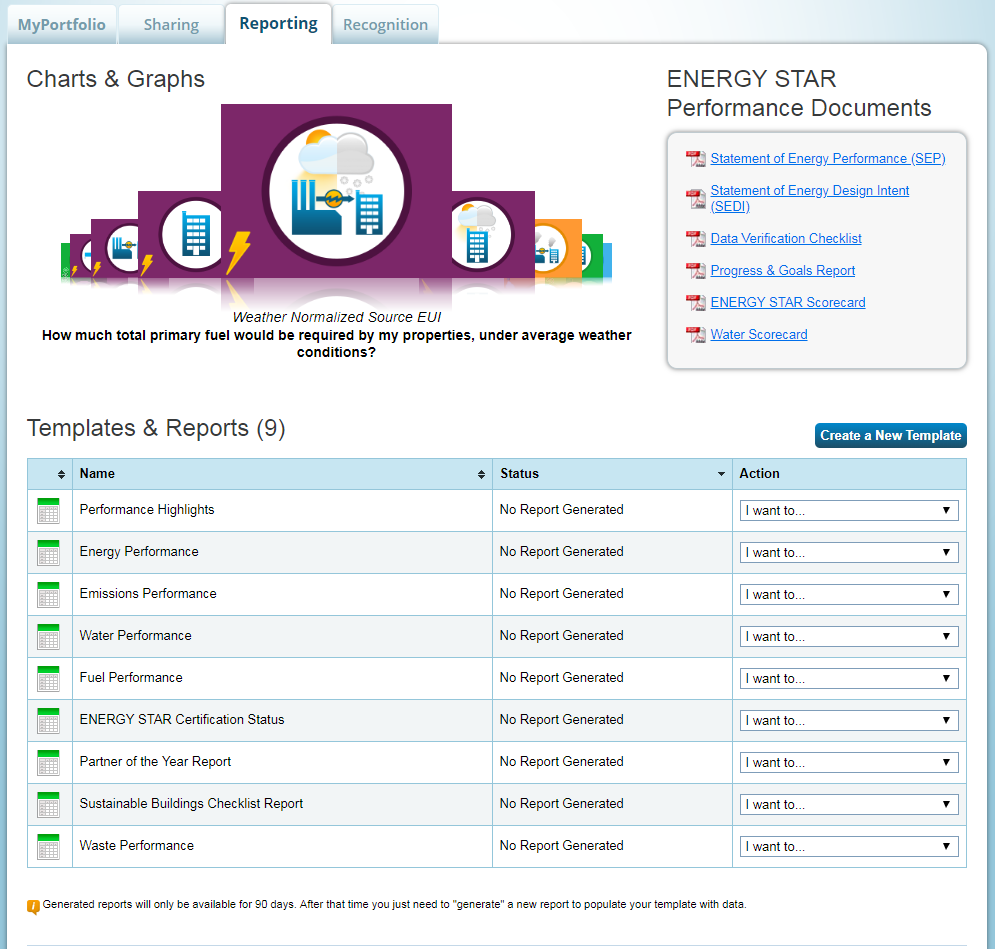 MyPortfolio
Sharing
Reporting
Recognition
Charts & Graphs
Weather Normalized Source EUI
How much total primary fuel would be required by my properties, under average weather
conditions?
ENERGY STAR
Performance Documents
Statement of Energy Performance (SEP)
Statement of Energy Design Intent
(SEDI)
Data Verification Checklist
Progress & Goals Report
ENERGY STAR Scorecard
Water Scorecard
Templates & Reports (9)
Create a New Template
Name Status Action
Performance Highlights No Report Generated I want to...
Energy Performance No Report Generated I want to...
Emissions Performance No Report Generated I want to...
Water Performance No Report Generated I want to...
Fuel Performance No Report Generated I want to...
ENERGY STAR Certification Status No Report Generated I want to...
Partner of the Year Report No Report Generated I want to...
Sustainable Buildings Checklist Report No Report Generated I want to...
Waste Performance No Report Generated I want to...
Generated reports will only be available for 90 days. After that time you just need to "generate" a new report to populate your template with data.